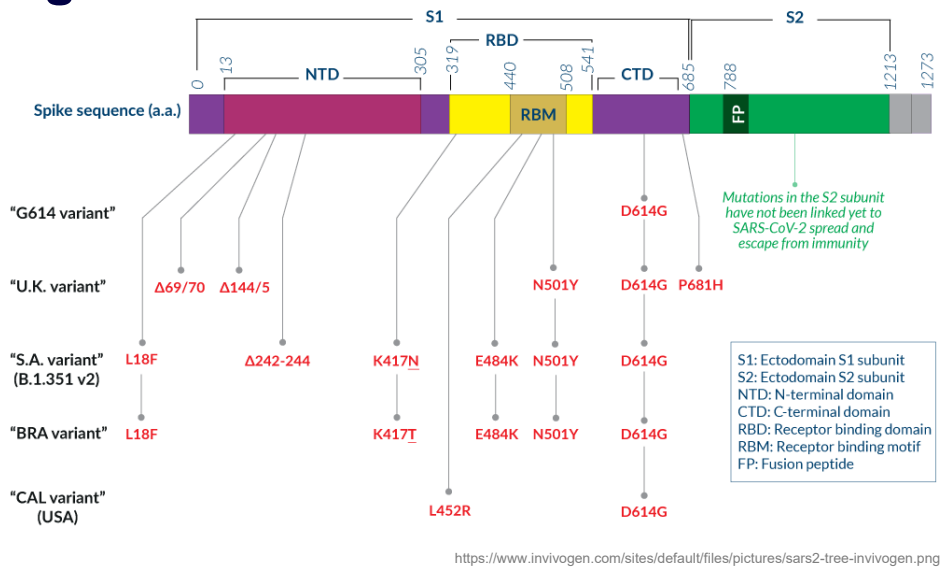 S1
S2
RBD
NTD
CTD
0
13
305
319
440
508
541
685
788
1213
1273
Spike sequence (a.a.)
RBM
FP
"G614 variant"
D614G
Mutations in the S2 subunit
have not been linked yet to
SARS-CoV-2 spread and
escape from immunity
"U.K. variant"
Δ69/70 Δ144/5 N501Y D614G P681H
"S.A. variant"
(B.1.351 v2)
L18F Δ242-244 K417N E484K N501Y D614G
"BRA variant"
L18F K417T E484K N501Y D614G
"CAL variant"
(USA)
L452R D614G
S1: Ectodomain S1 subunit
S2: Ectodomain S2 subunit
NTD: N-terminal domain
CTD: C-terminal domain
RBD: Receptor binding domain
RBM: Receptor binding motif
FP: Fusion peptide
https://www.invivogen.com/sites/default/files/pictures/sars2-tree-invivogen.png